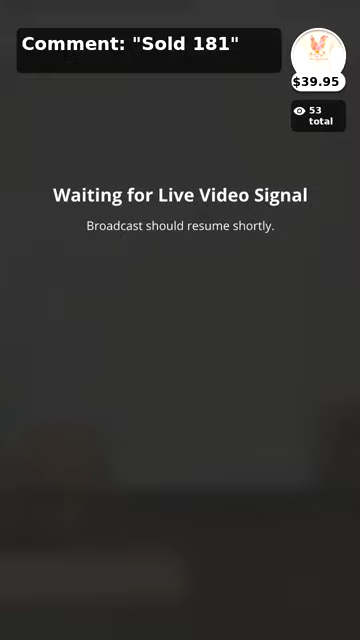 Comment: "Sold 181"
$39.95
53
total
Waiting for Live Video Signal
Broadcast should resume shortly.